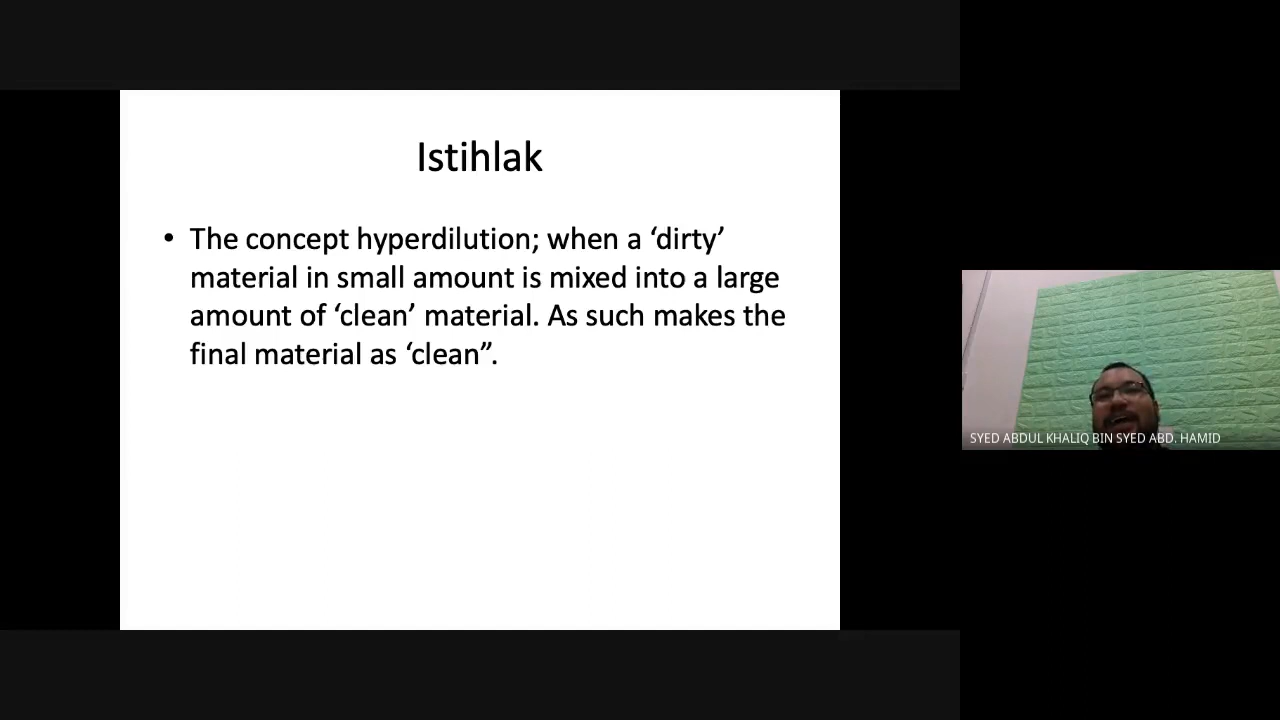 Istihlak
• The concept hyperdilution; when a ‘dirty’
material in small amount is mixed into a large
amount of ‘clean’ material. As such makes the
final material as ‘clean”.
SYED ABDUL KHALIQ BIN SYED ABD. HAMID